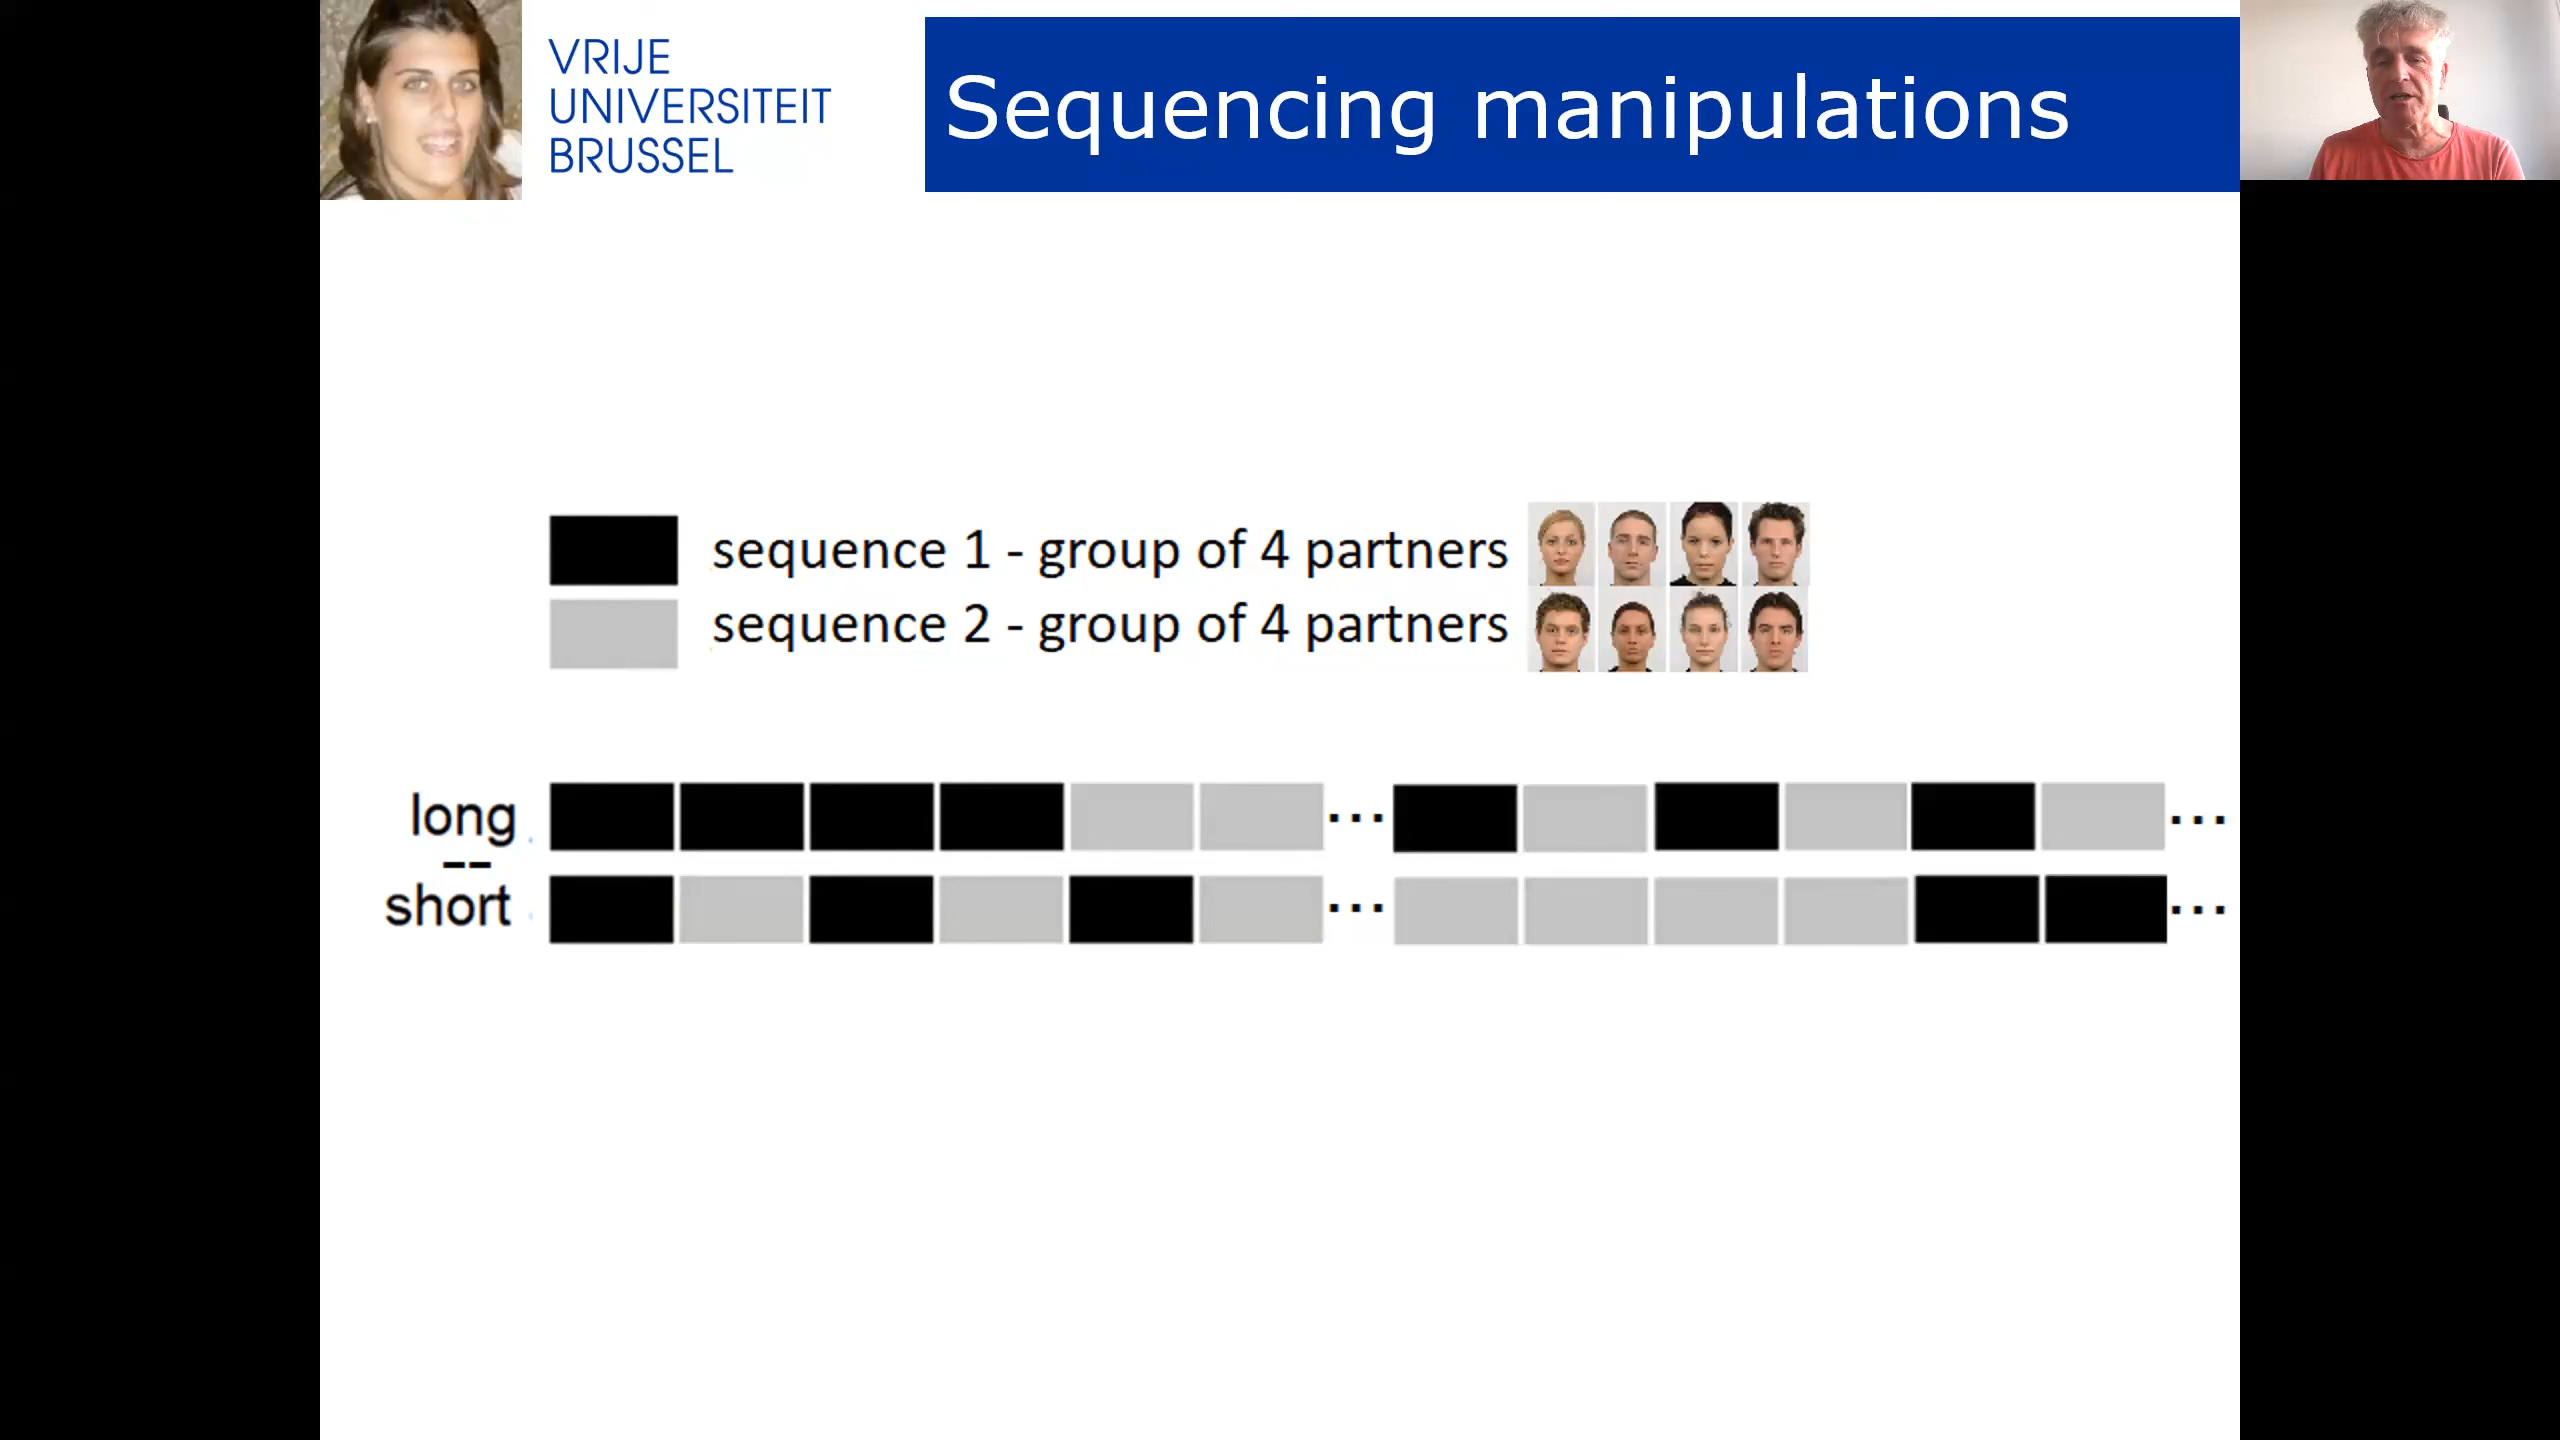 VRIJE
UNIVERSITEIT
BRUSSEL
Sequencing manipulations
sequence 1 - group of 4 partners
sequence 2 - group of 4 partners
long
...
...
--
short
...
...